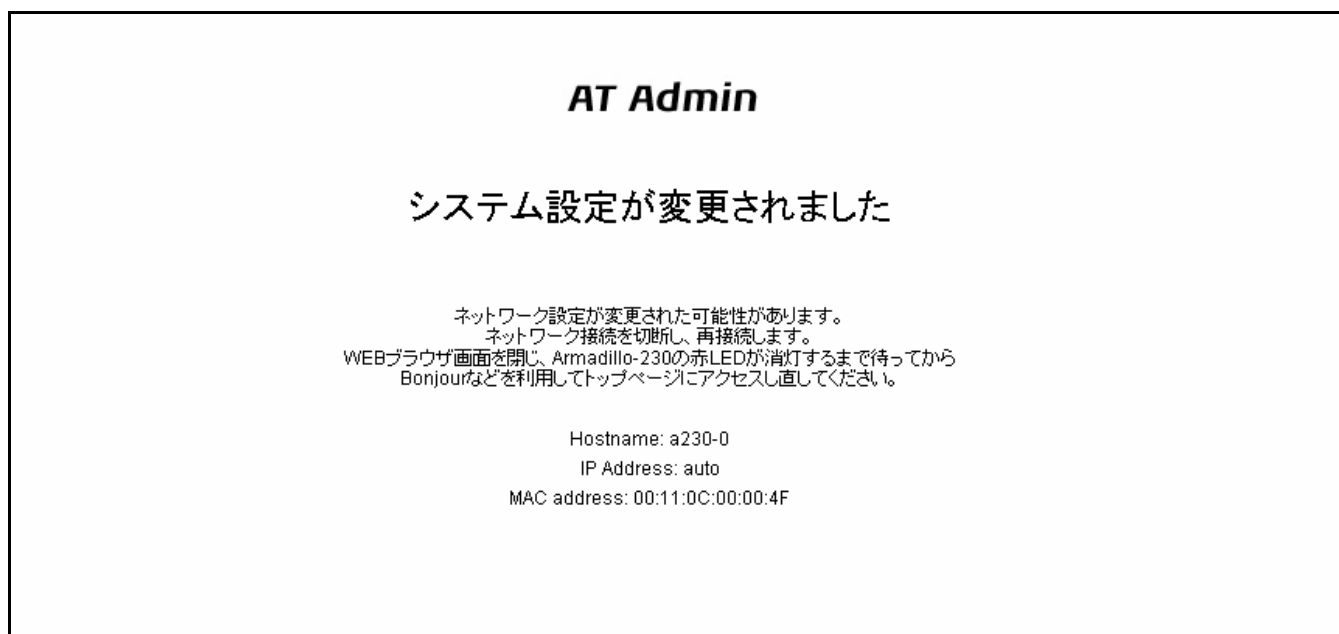 AT Admin
システム設定が変更されました
ネットワーク設定が変更された可能性があります。
ネットワーク接続を切断し、再接続します。
WEBブラウザ画面を閉じ、Armadillo-230の赤LEDが消灯するまで待ってから
Bonjourなどを利用してトップページにアクセスし直してください。
Hostname: a230-0
IP Address: auto
MAC address: 00:11:0C:00:00:4F